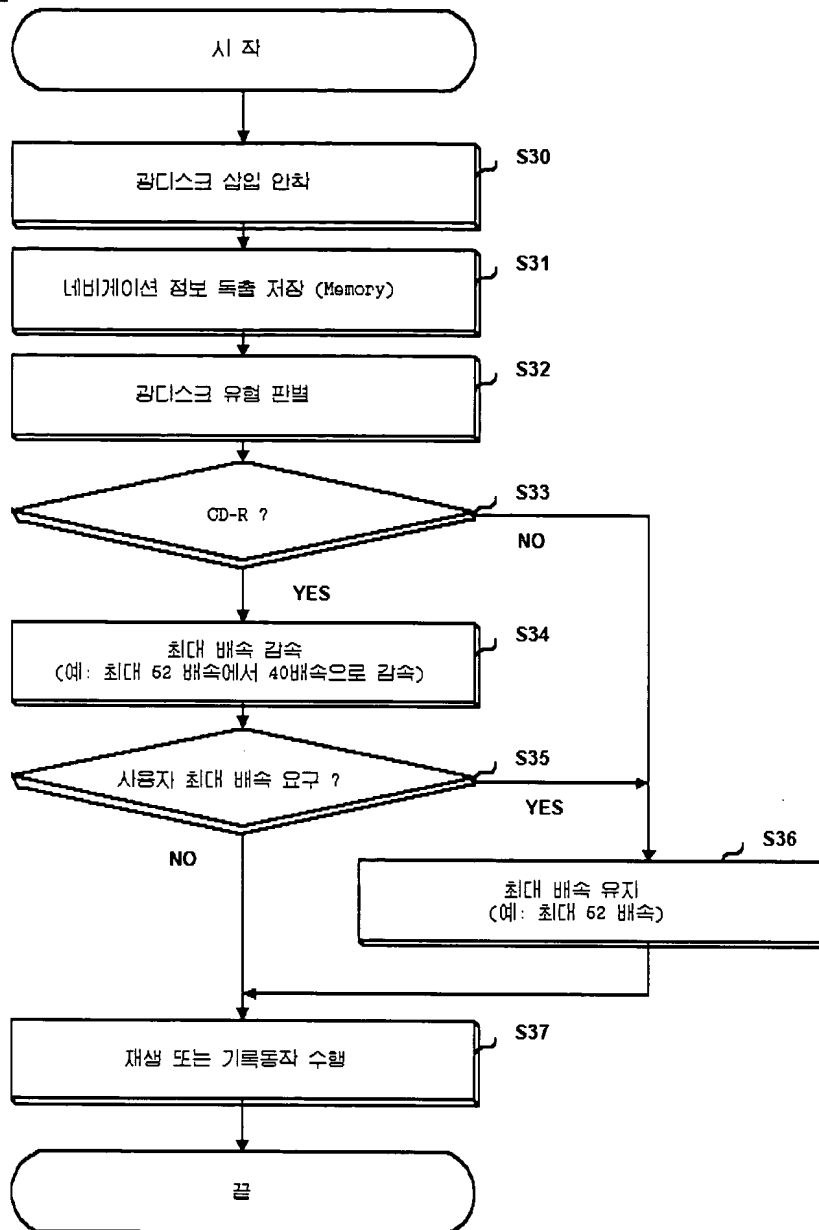 시 작
광디스크 삽입 안착
S30
네비게이션 정보 독출 저장 (Memory)
S31
광디스크 유형 판별
S32
CD-R ?
S33
NO
YES
최대 배속 감속
(예: 최대 52 배속에서 40배속으로 감속)
S34
사용자 최대 배속 요구 ?
S35
YES
NO
S36
최대 배속 유지
(예: 최대 52 배속)
재생 또는 기록동작 수행
S37
끝